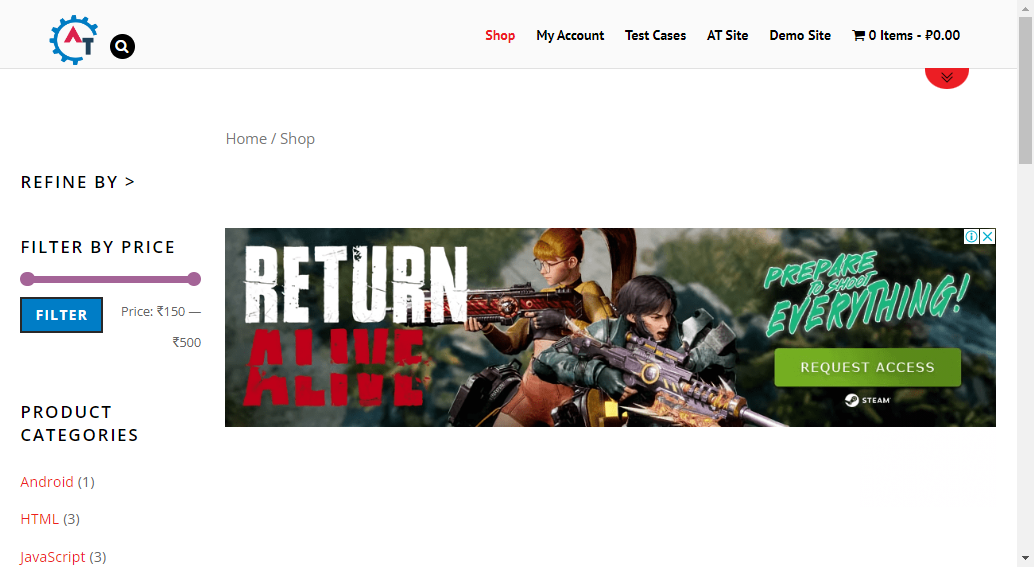 AT
Shop My Account Test Cases AT Site Demo Site 0 Items - ₽0.00
Home / Shop
REFINE BY >
FILTER BY PRICE
FILTER
Price: ₹150 —
₹500
RETURN
ALIVE
PREPARE
TO SHOOT
EVERYTHING!
REQUEST ACCESS
STEAM
PRODUCT
CATEGORIES
Android (1)
HTML (3)
JavaScript (3)